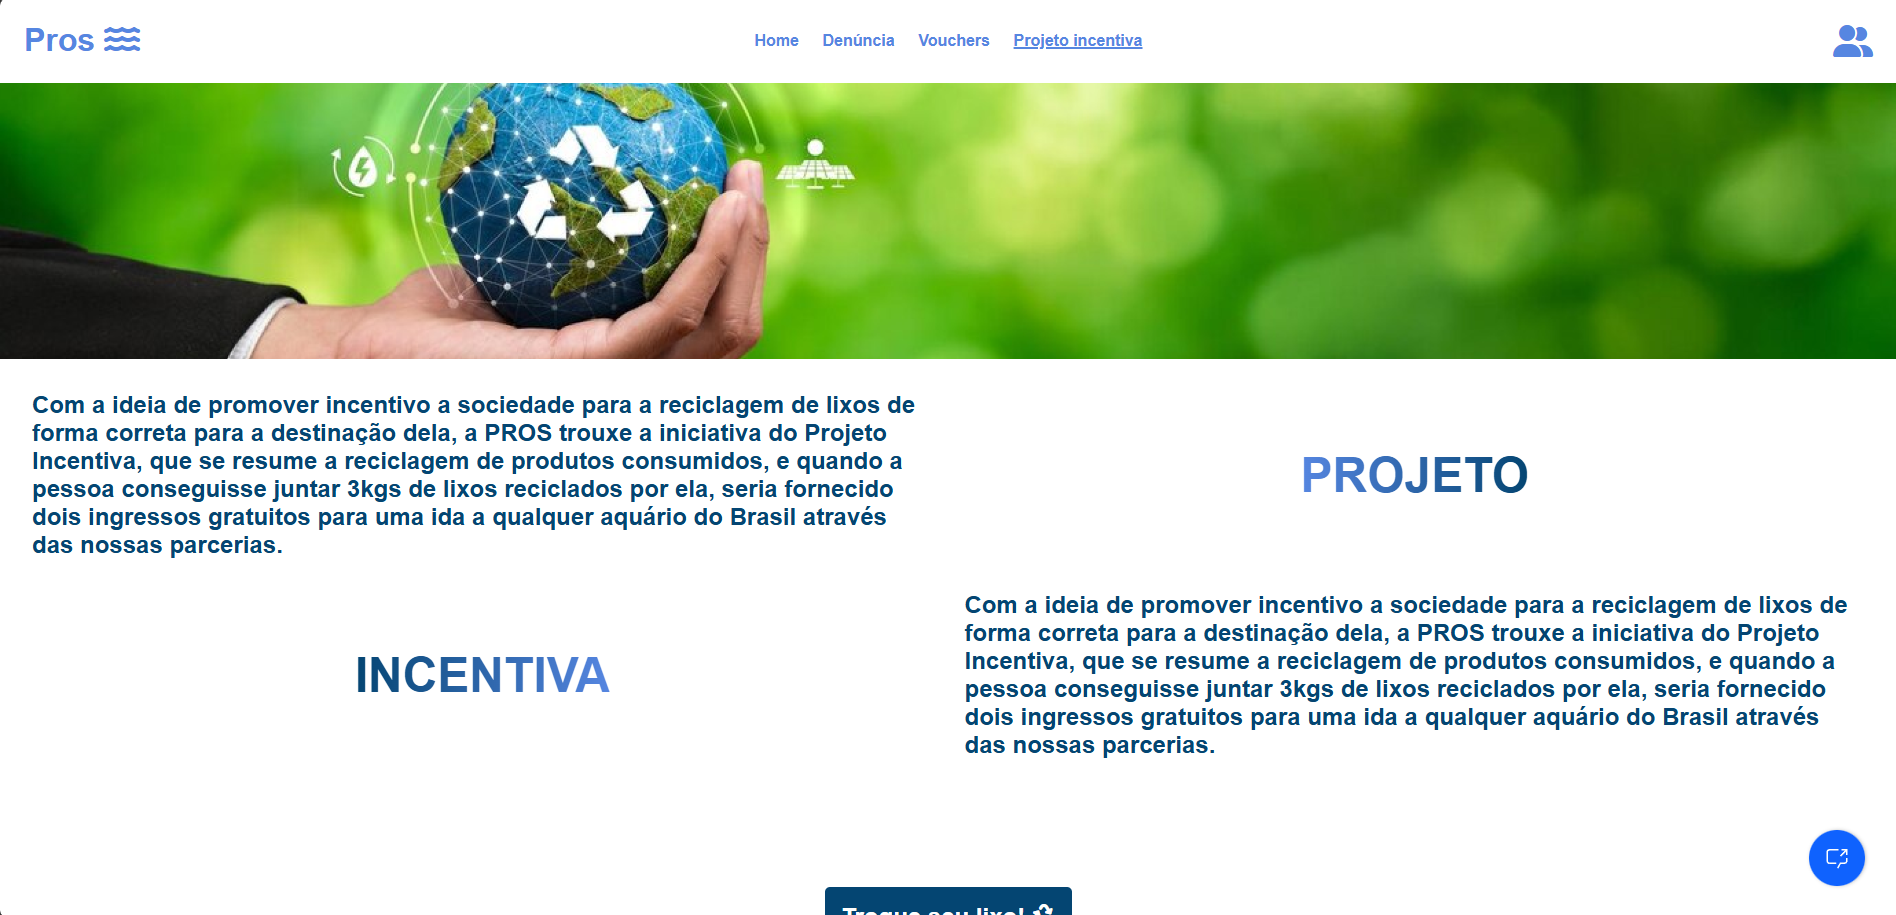 Pros
Home Denúncia Vouchers Projeto incentiva
Com a ideia de promover incentivo a sociedade para a reciclagem de lixos de
forma correta para a destinação dela, a PROS trouxe a iniciativa do Projeto
Incentiva, que se resume a reciclagem de produtos consumidos, e quando a
pessoa conseguisse juntar 3kgs de lixos reciclados por ela, seria fornecido
dois ingressos gratuitos para uma ida a qualquer aquário do Brasil através
das nossas parcerias.
PROJETO
INCENTIVA
Com a ideia de promover incentivo a sociedade para a reciclagem de lixos de
forma correta para a destinação dela, a PROS trouxe a iniciativa do Projeto
Incentiva, que se resume a reciclagem de produtos consumidos, e quando a
pessoa conseguisse juntar 3kgs de lixos reciclados por ela, seria fornecido
dois ingressos gratuitos para uma ida a qualquer aquário do Brasil através
das nossas parcerias.
Troque seu lixo!